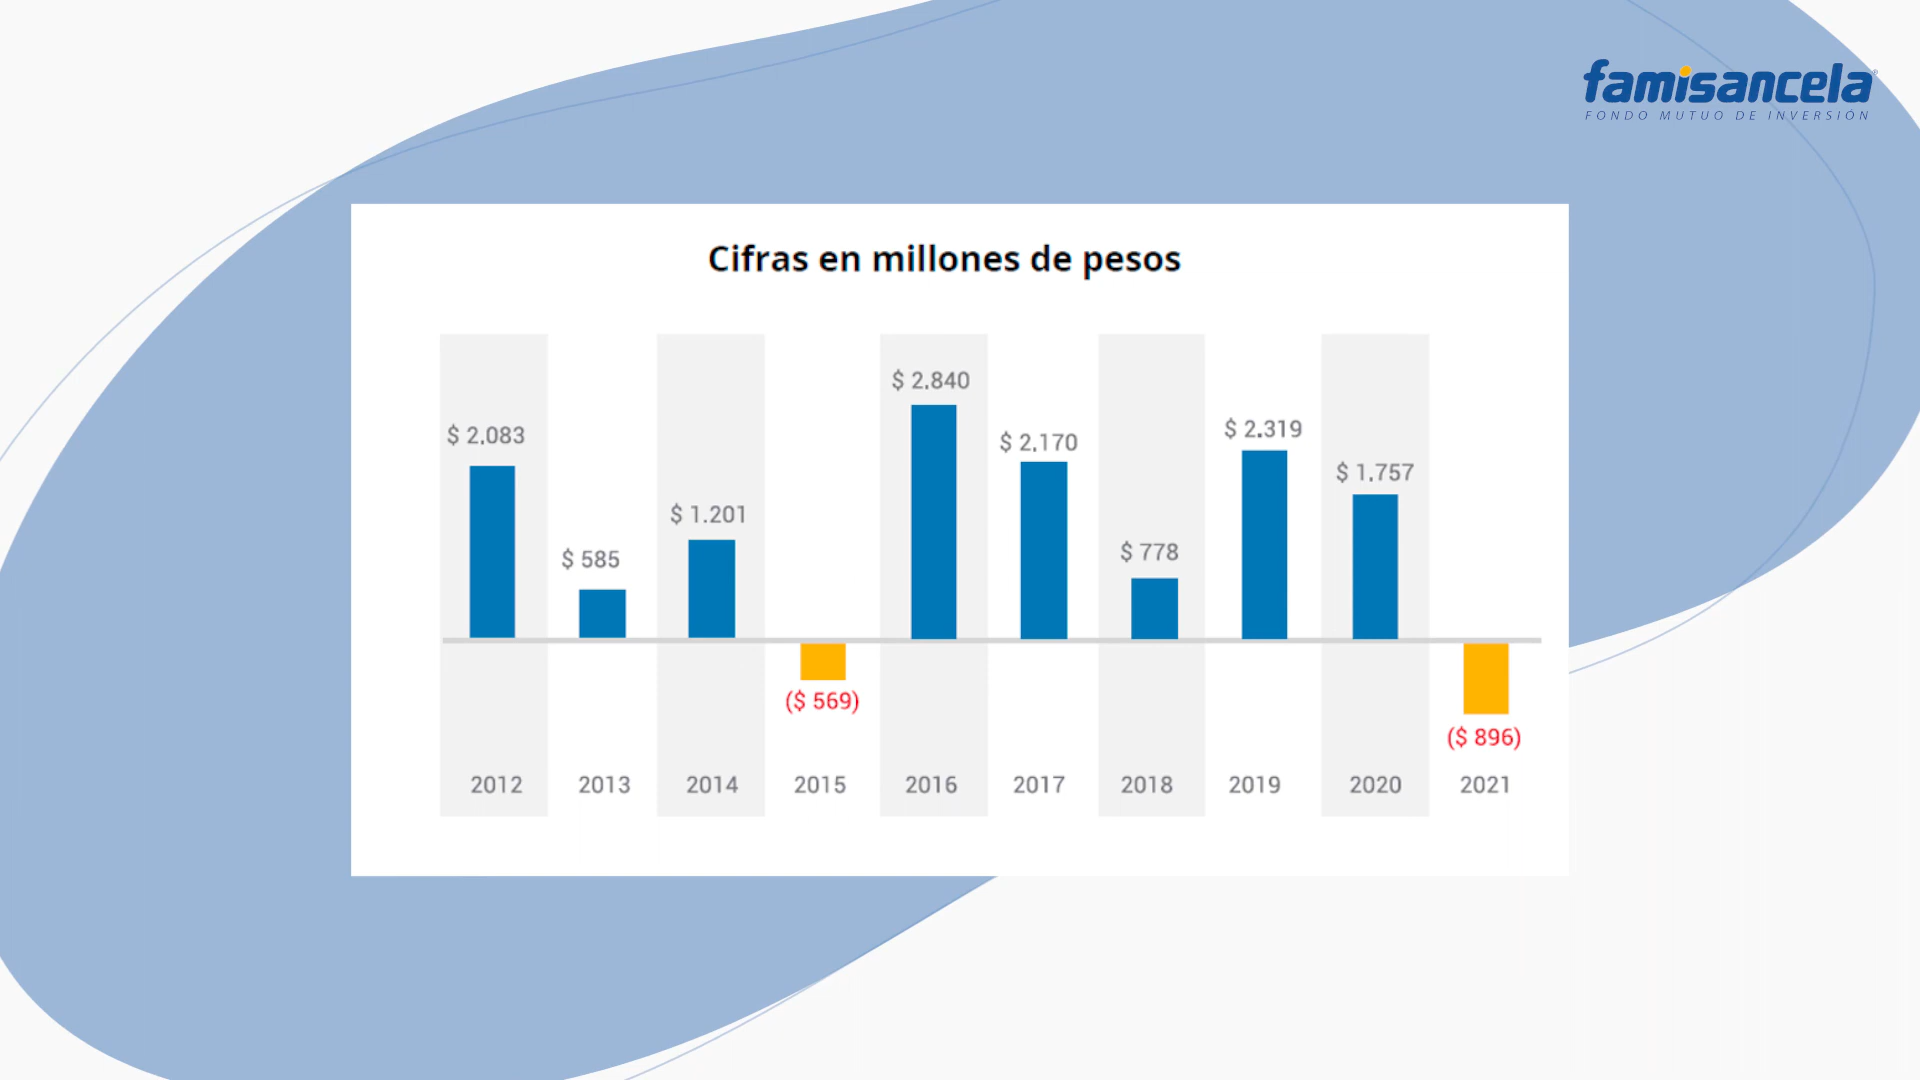 famisancela®
FONDO MUTUO DE INVERSIÓN
Cifras en millones de pesos
$ 2.083
$ 585
$ 1.201
($ 569)
$ 2.840
$ 2.170
$ 778
$ 2.319
$ 1.757
($ 896)
2012 2013 2014 2015 2016 2017 2018 2019 2020 2021